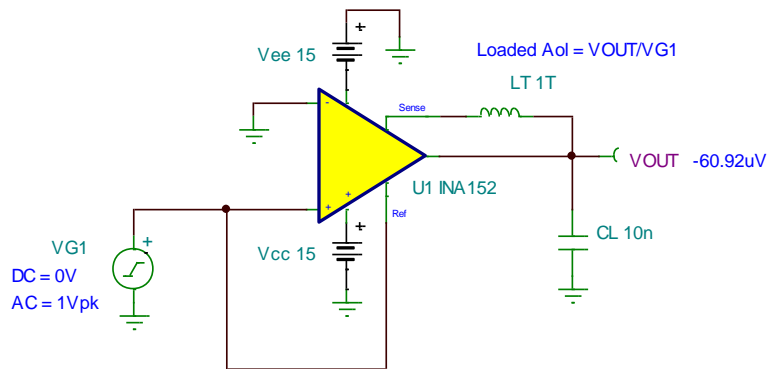 +
Vee 15
Loaded Aol = VOUT/VG1
LT 1T
-
Sense
VOUT -60.92uV
U1 INA152
+
+
Ref
+
VG1
+
Vcc 15
CL 10n
DC = 0V
AC = 1Vpk